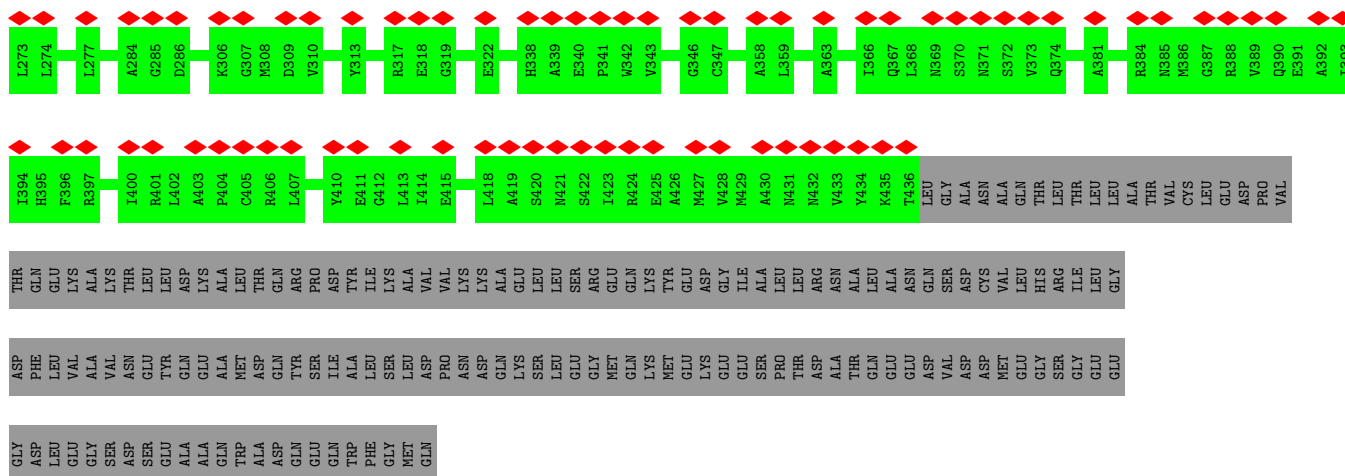 L273 L274 L277 A284 G285 D286 K306 G307 M308 D309 V310 Y313 R317 E318 G319 E322 H338 A339 E340 P341 W342 V343 G346 C347 A358 L359 A363 I366 Q367 L368 N369 S370 N371 S372 V373 Q374 A381 R384 N385 M386 G387 R388 V389 Q390 E391 A392 I393
I394 H395 F396 R397 I400 R401 L402 A403 P404 C405 R406 L407 Y410 E411 G412 L413 I414 E415 L418 A419 S420 N421 S422 I423 R424 E425 A426 M427 V428 M429 A430 N431 N432 V433 Y434 K435 T436 LEU GLY ALA ASN ALA GLN THR LEU THR LEU LEU ALA THR VAL CYS LEU GLU ASP PRO VAL
THR GLN GLU LYS ALA LYS THR LEU LEU ASP LYS ALA LEU THR GLN ARG PRO ASP TYR ILE LYS ALA VAL VAL LYS LYS ALA GLU LEU LEU SER ARG GLU GLN LYS TYR GLU ASP GLY ILE ALA LEU LEU ARG ASN ALA LEU ALA ASN GLN SER ASP CYS VAL LEU HIS ARG ILE LEU GLY
ASP PHE LEU VAL ALA VAL ASN GLU TYR GLN GLU ALA MET ASP GLN TYR SER ILE ALA LEU SER LEU ASP PRO ASN ASP GLN LYS SER LEU GLU GLY MET GLN LYS MET GLU LYS GLU GLU SER PRO THR ASP ALA THR GLN GLU GLU ASP VAL ASP ASP MET GLU GLY SER GLY GLU GLU
GLY ASP LEU GLU GLY SER ASP SER GLU ALA ALA GLN TRP ALA ASP GLN GLU GLN TRP PHE GLY MET GLN